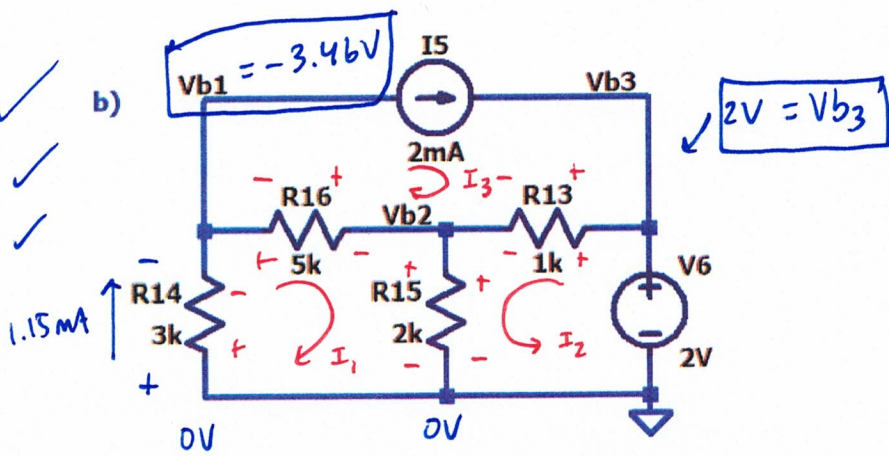 b)
Vb1 = -3.46V
I5
2mA
Vb3
2V = Vb3
- + I3 - +
R16 Vb2 R13
+ 5k - + - 1k +
- R14 - R15 + V6
1.15mA
3k + 2k I1 I2
- -
2V
+
0V 0V